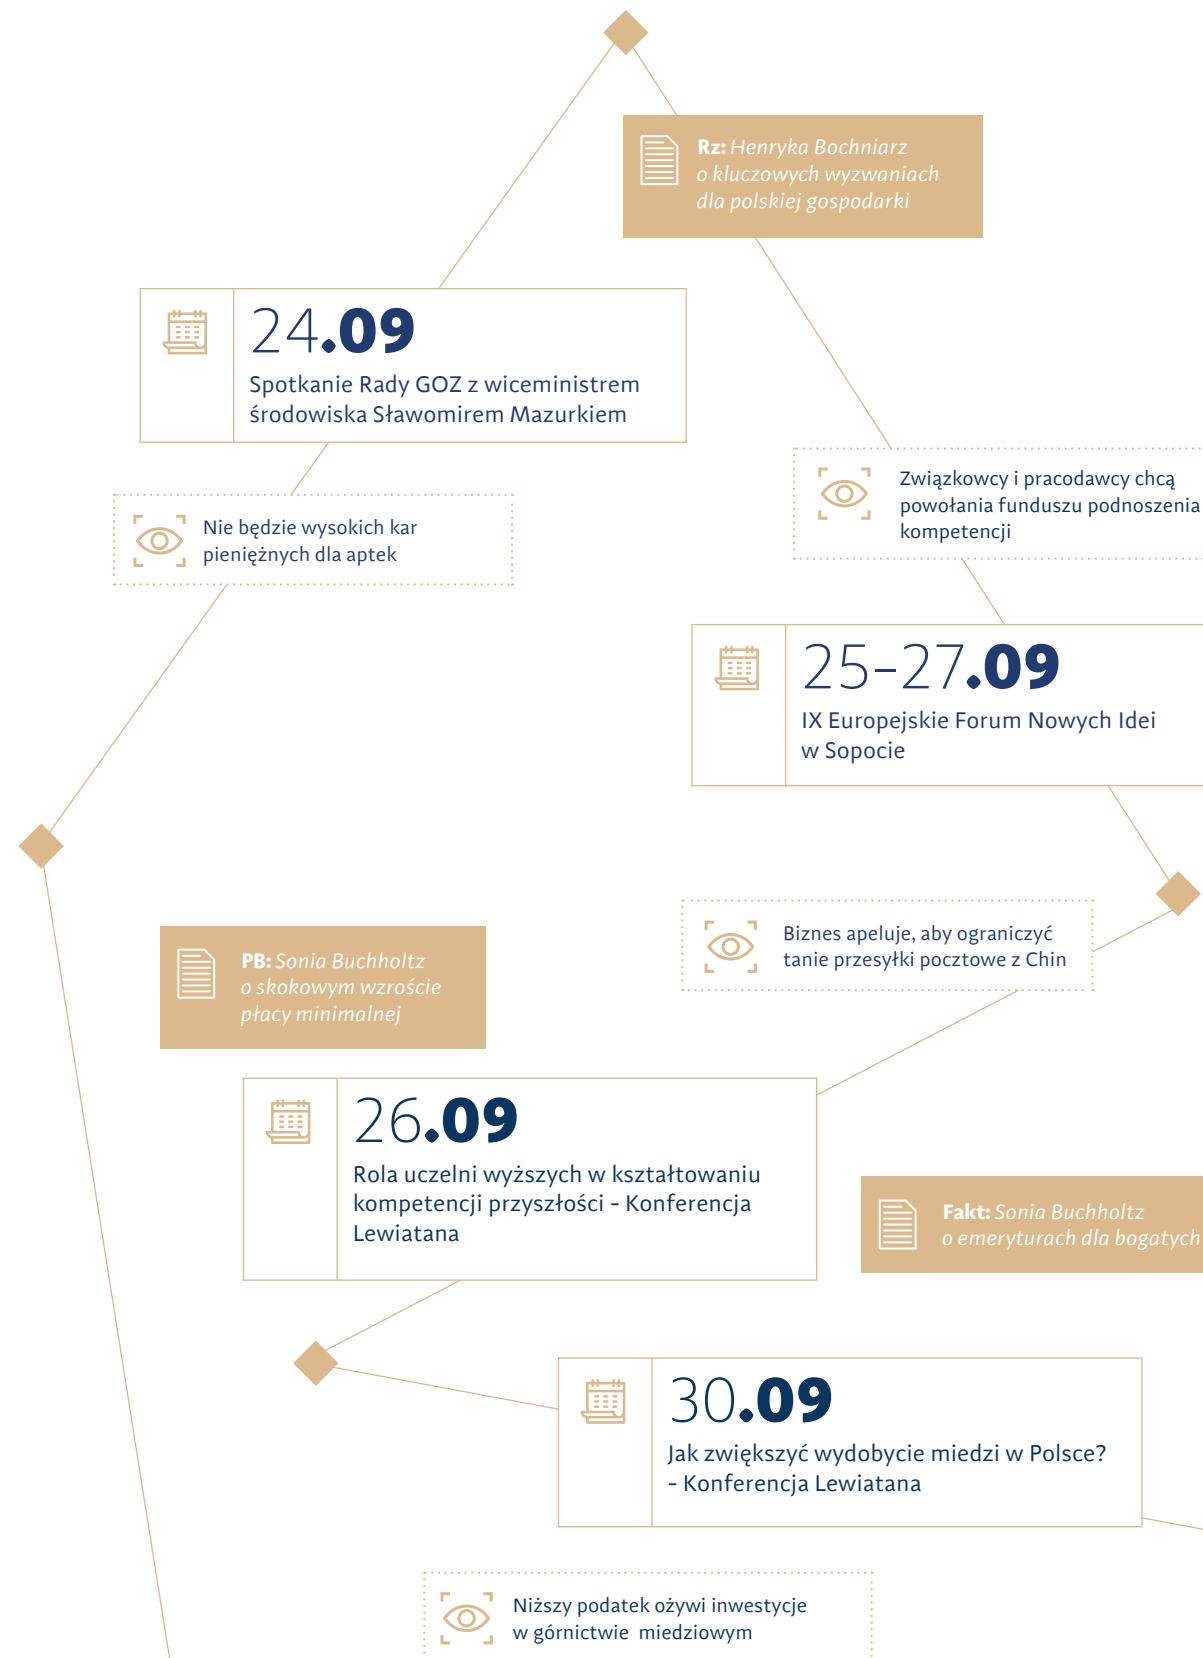 Rz: Henryka Bochniarz
o kluczowych wyzwaniach
dla polskiej gospodarki
24.09
Spotkanie Rady GOZ z wiceministrem
środowiska Sławomirem Mazurkiem
Związkowcy i pracodawcy chcą
powołania funduszu podnoszenia
kompetencji
Nie będzie wysokich kar
pieniężnych dla aptek
25–27.09
IX Europejskie Forum Nowych Idei
w Sopocie
Biznes apeluje, aby ograniczyć
tanie przesyłki pocztowe z Chin
PB: Sonia Buchholtz
o skokowym wzroście
płacy minimalnej
26.09
Rola uczelni wyższych w kształtowaniu
kompetencji przyszłości - Konferencja
Lewiatana
Fakt: Sonia Buchholtz
o emeryturach dla bogatych
30.09
Jak zwiększyć wydobycie miedzi w Polsce?
- Konferencja Lewiatana
Niższy podatek ożywi inwestycje
w górnictwie miedziowym